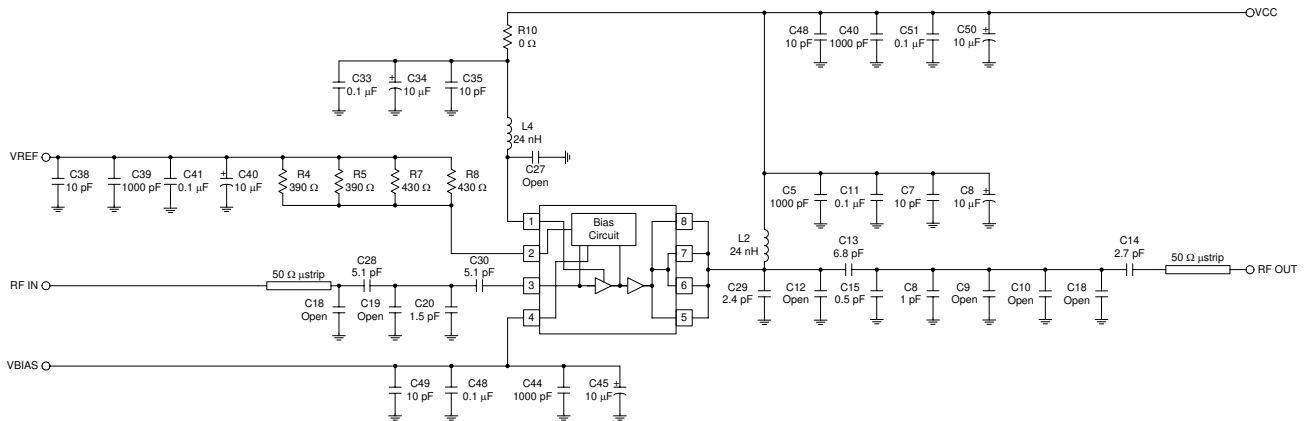 R10
0 Ω
VCC
C48
10 pF
C40
1000 pF
C51
0.1 μF
C50
10 μF
+
C33
0.1 μF
C34
10 μF
+
C35
10 pF
L4
24 nH
C27
Open
VREF
C38
10 pF
C39
1000 pF
C41
0.1 μF
C40
10 μF
+
R4
390 Ω
R5
390 Ω
R7
430 Ω
R8
430 Ω
C5
1000 pF
C11
0.1 μF
C7
10 pF
C8
10 μF
+
Bias
Circuit
1
2
3
4
8
7
6
5
L2
24 nH
RF IN
50 Ω μstrip
C28
5.1 pF
C30
5.1 pF
C18
Open
C19
Open
C20
1.5 pF
C13
6.8 pF
C14
2.7 pF
50 Ω μstrip
RF OUT
C29
2.4 pF
C12
Open
C15
0.5 pF
C8
1 pF
C9
Open
C10
Open
C18
Open
VBIAS
C49
10 pF
C48
0.1 μF
C44
1000 pF
C45
10 μF
+